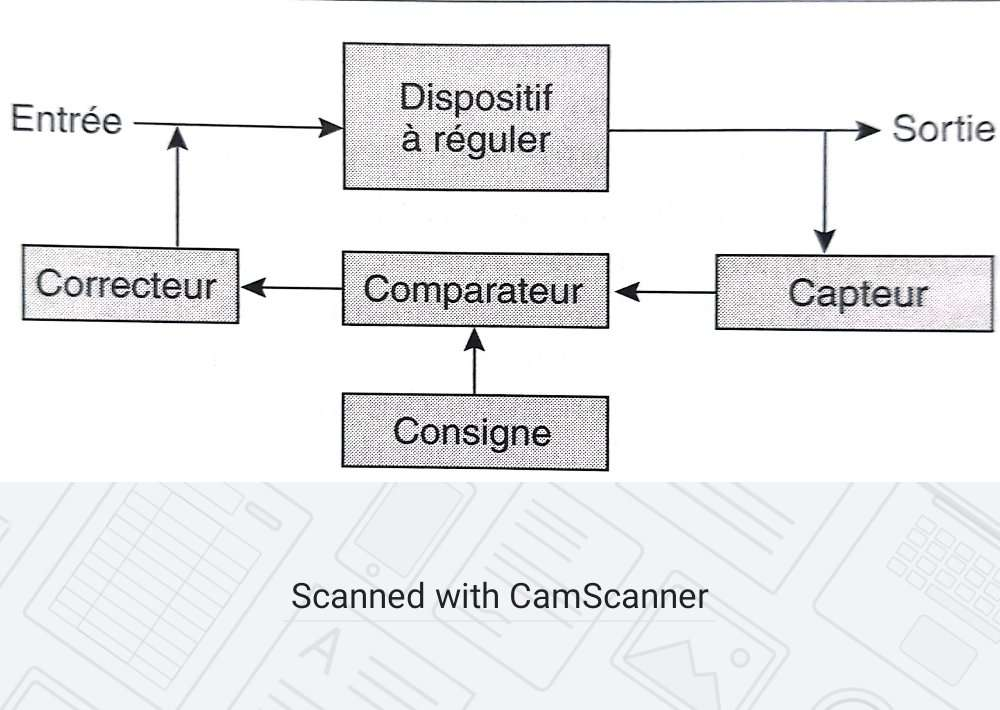 Dispositif
à réguler
Entrée
Sortie
Correcteur
Comparateur
Capteur
Consigne
Scanned with CamScanner